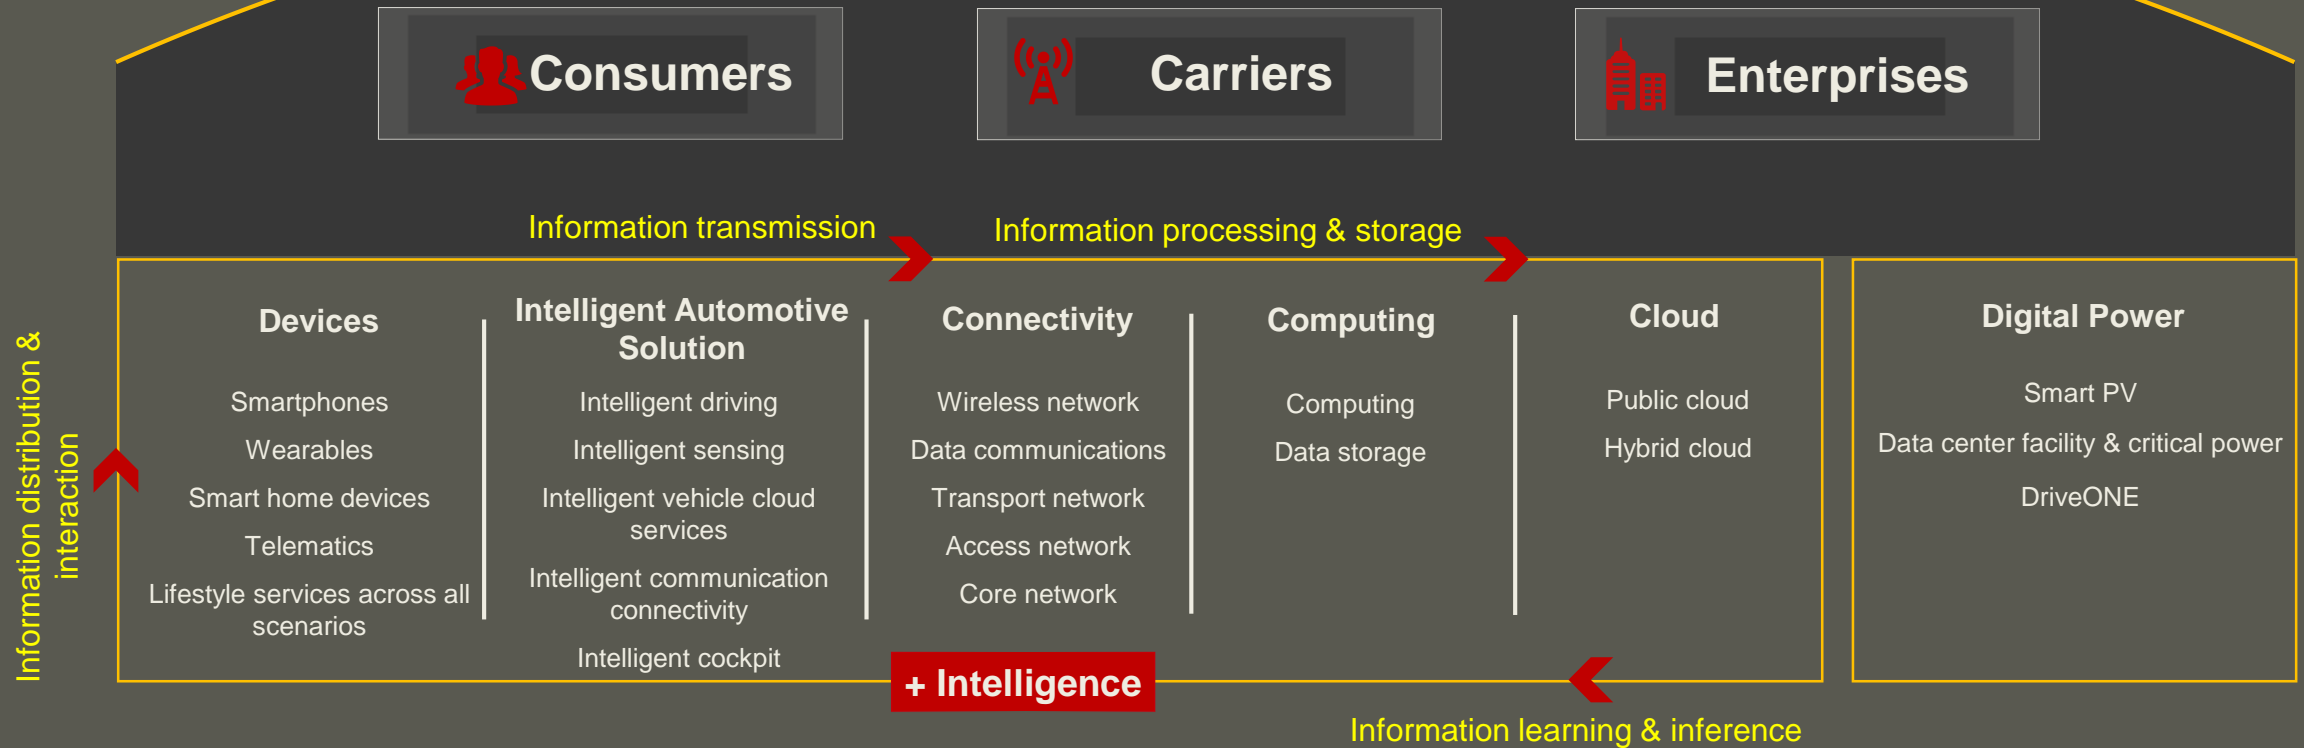 Consumers
Carriers
Enterprises
Information transmission
Information processing & storage
Information distribution &
interaction
Devices
Smartphones
Wearables
Smart home devices
Telematics
Lifestyle services across all
scenarios
Intelligent Automotive
Solution
Intelligent driving
Intelligent sensing
Intelligent vehicle cloud
services
Intelligent communication
connectivity
Intelligent cockpit
Connectivity
Wireless network
Data communications
Transport network
Access network
Core network
Computing
Computing
Data storage
Cloud
Public cloud
Hybrid cloud
Digital Power
Smart PV
Data center facility & critical power
DriveONE
+ Intelligence
Information learning & inference